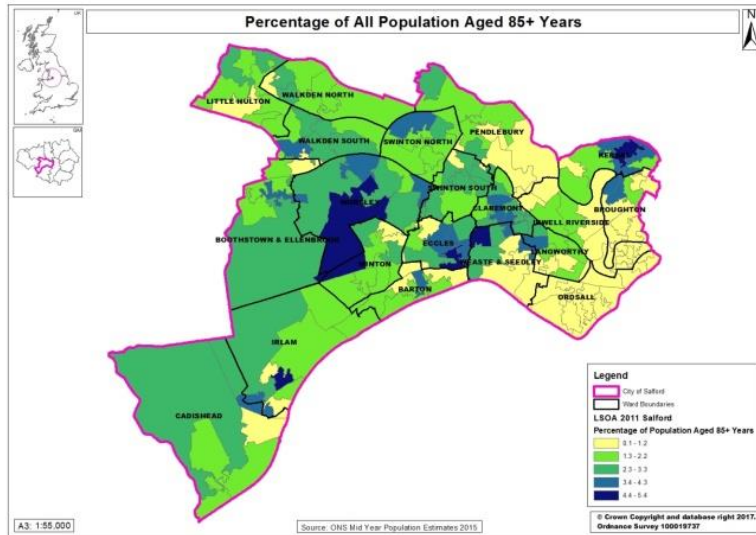 Percentage of All Population Aged 85+ Years
UK
GM
N
LITTLE HULTON
WALKDEN NORTH
WALKDEN SOUTH
SWINTON NORTH
PENDLEBURY
KERSAL
SWINTON SOUTH
CLAREMONT
BROUGHTON
IRWELL RIVERSIDE
BOOTHSTOWN & ELLENBROOK
ECCLES
LANGWORTHY
WEASTE & SEEDLEY
WINTON
BARTON
ORDSALL
IRLAM
CADISHEAD
Legend
City of Salford
Ward Boundaries
LSOA 2011 Salford
Percentage of Population Aged 85+ Years
0.1 - 1.2
1.3 - 2.2
2.3 - 3.3
3.4 - 4.3
4.4 - 5.4
A3: 1:55,000
Source: ONS Mid Year Population Estimates 2015
© Crown Copyright and database right 2017.
Ordnance Survey 100019737